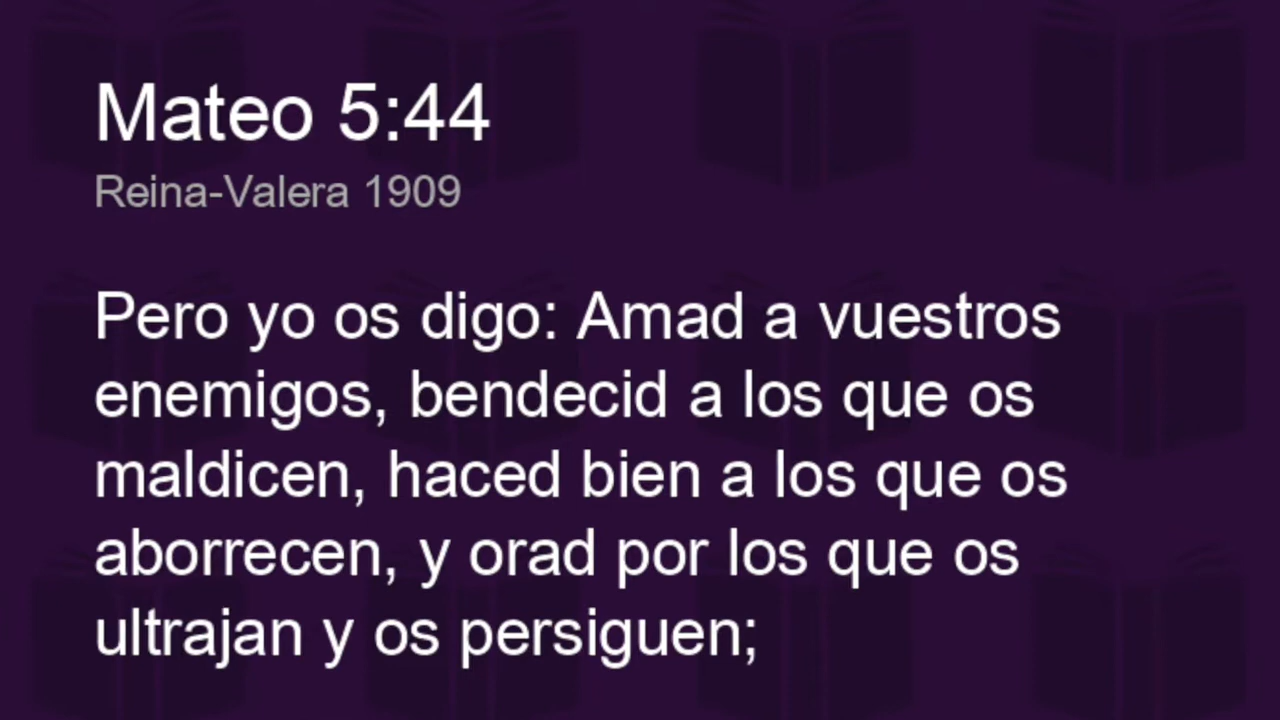 Mateo 5:44
Reina-Valera 1909
Pero yo os digo: Amad a vuestros
enemigos, bendecid a los que os
maldicen, haced bien a los que os
aborrecen, y orad por los que os
ultrajan y os persiguen;